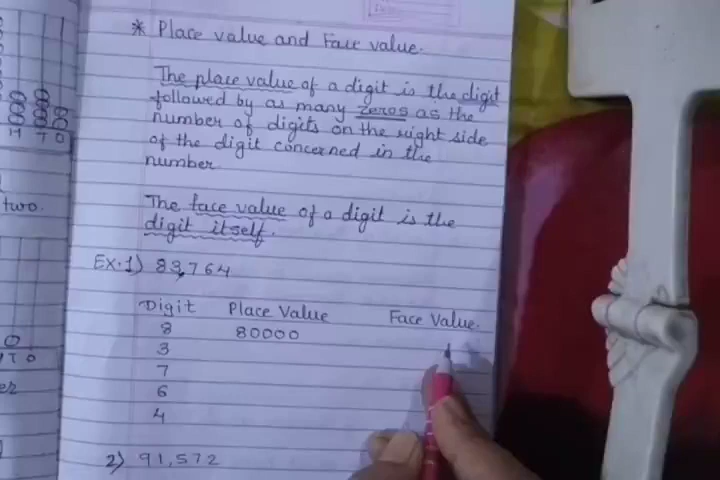 * Place value and Face value.
The place value of a digit is the digit
followed by as many zeros as the
number of digits on the right side
of the digit concerned in the
number
The face value of a digit is the
digit itself.
Ex.1) 83,764
Digit Place Value Face Value.
8 80000
3
7
6
4
2) 91,572
H T O
two.
T O